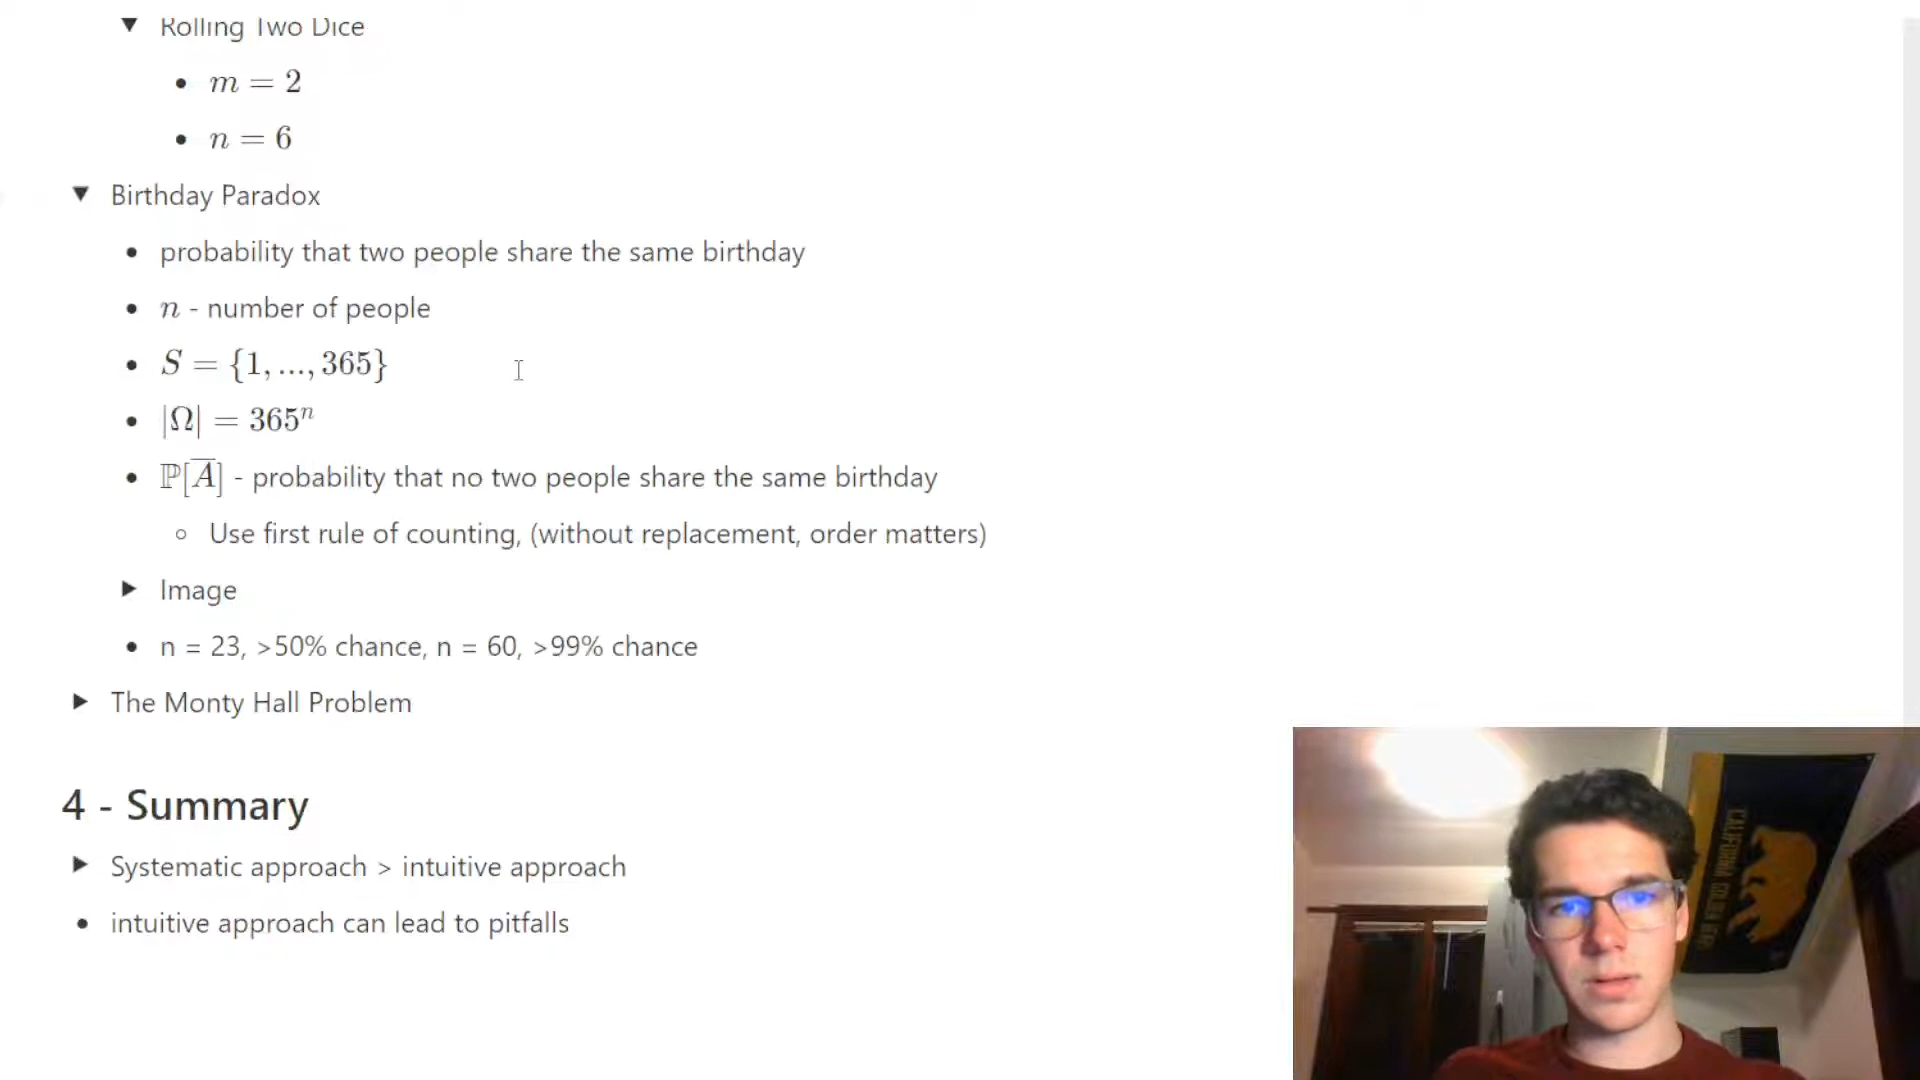 Rolling Two Dice
m = 2
n = 6
Birthday Paradox
probability that two people share the same birthday
n - number of people
S = {1, ..., 365}
|Ω| = 365ⁿ
ℙ[A̅] - probability that no two people share the same birthday
Use first rule of counting, (without replacement, order matters)
Image
n = 23, >50% chance, n = 60, >99% chance
The Monty Hall Problem
4 - Summary
Systematic approach > intuitive approach
intuitive approach can lead to pitfalls
CALIFORNIA